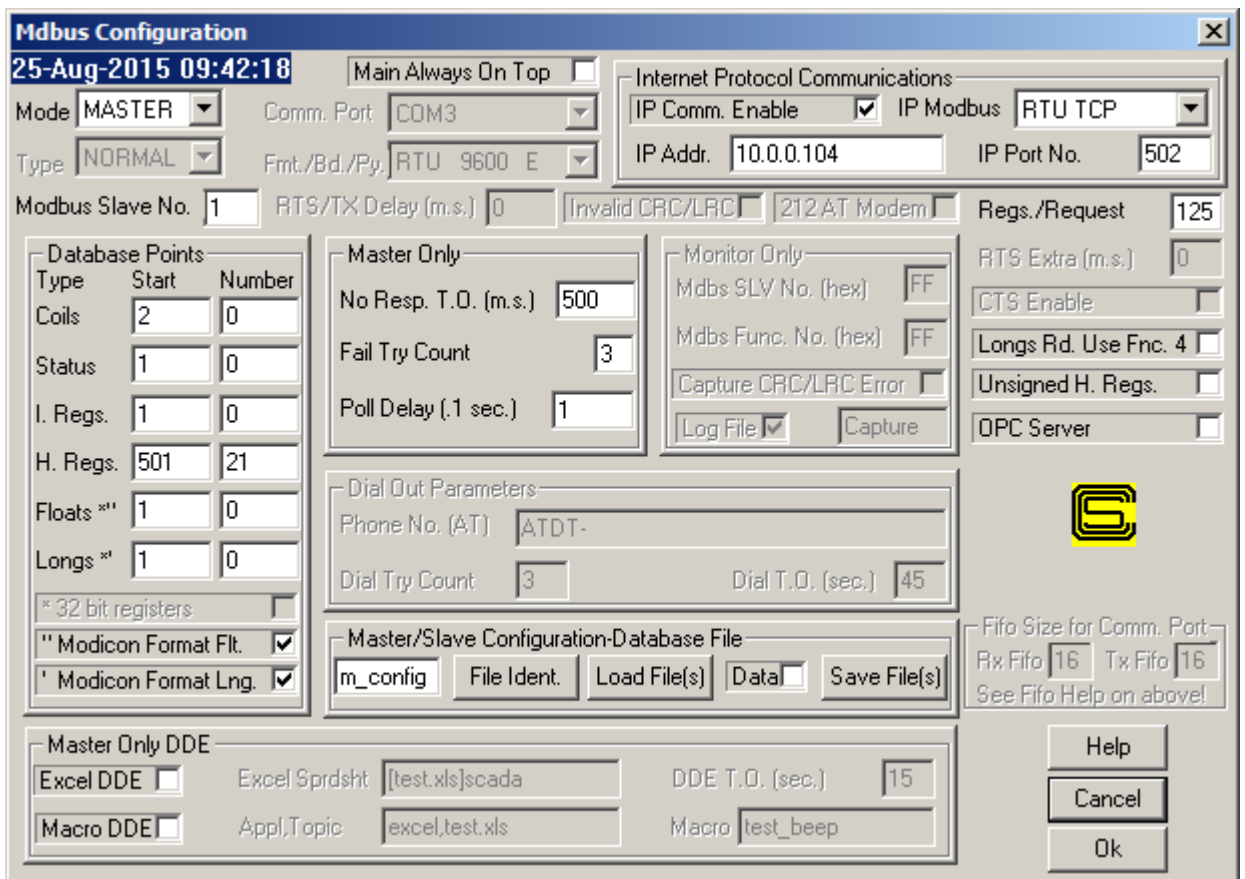 Mdbus Configuration
25-Aug-2015 09:42:18
Main Always On Top
Mode MASTER
Comm. Port COM3
Type NORMAL
Fmt./Bd./Py. RTU 9600 E
Internet Protocol Communications
IP Comm. Enable
IP Modbus RTU TCP
IP Addr. 10.0.0.104
IP Port No. 502
Modbus Slave No. 1
RTS/TX Delay (m.s.) 0
Invalid CRC/LRC
212 AT Modem
Regs./Request 125
RTS Extra (m.s.) 0
CTS Enable
Longs Rd. Use Fnc. 4
Unsigned H. Regs.
OPC Server
Database Points
Type Start Number
Coils 2 0
Status 1 0
I. Regs. 1 0
H. Regs. 501 21
Floats *" 1 0
Longs *' 1 0
* 32 bit registers
" Modicon Format Flt.
' Modicon Format Lng.
Master Only
No Resp. T.O. (m.s.) 500
Fail Try Count 3
Poll Delay (.1 sec.) 1
Monitor Only
Mdbs SLV No. (hex) FF
Mdbs Func. No. (hex) FF
Capture CRC/LRC Error
Log File Capture
Dial Out Parameters
Phone No. (AT) ATDT-
Dial Try Count 3
Dial T.O. (sec.) 45
Master/Slave Configuration-Database File
m_config File Ident. Load File(s) Data Save File(s)
Fifo Size for Comm. Port
Rx Fifo 16 Tx Fifo 16
See Fifo Help on above!
Master Only DDE
Excel DDE
Excel Sprdsht [test.xls]scada
DDE T.O. (sec.) 15
Macro DDE
Appl,Topic excel,test.xls
Macro test_beep
Help
Cancel
Ok